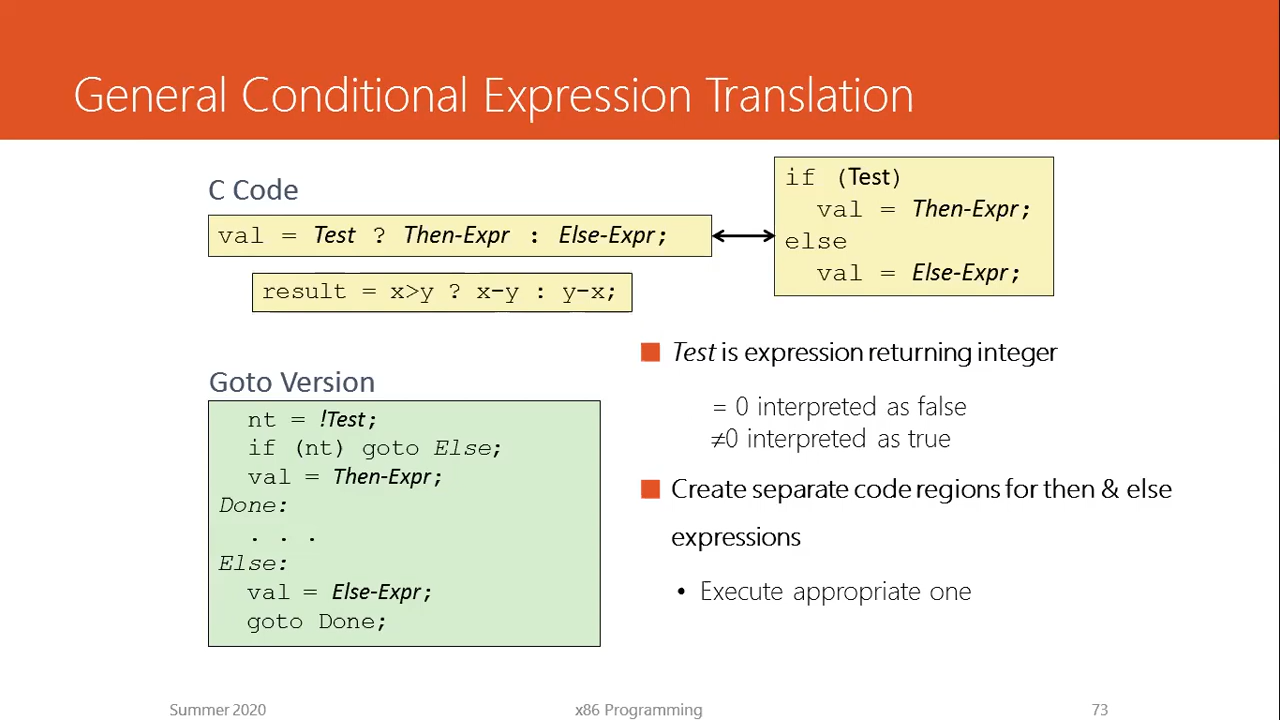 General Conditional Expression Translation
C Code
val = Test ? Then-Expr : Else-Expr;
result = x>y ? x-y : y-x;
if (Test)
val = Then-Expr;
else
val = Else-Expr;
Goto Version
nt = !Test;
if (nt) goto Else;
val = Then-Expr;
Done:
. . .
Else:
val = Else-Expr;
goto Done;
Test is expression returning integer
= 0 interpreted as false
≠0 interpreted as true
Create separate code regions for then & else
expressions
• Execute appropriate one
Summer 2020
x86 Programming
73